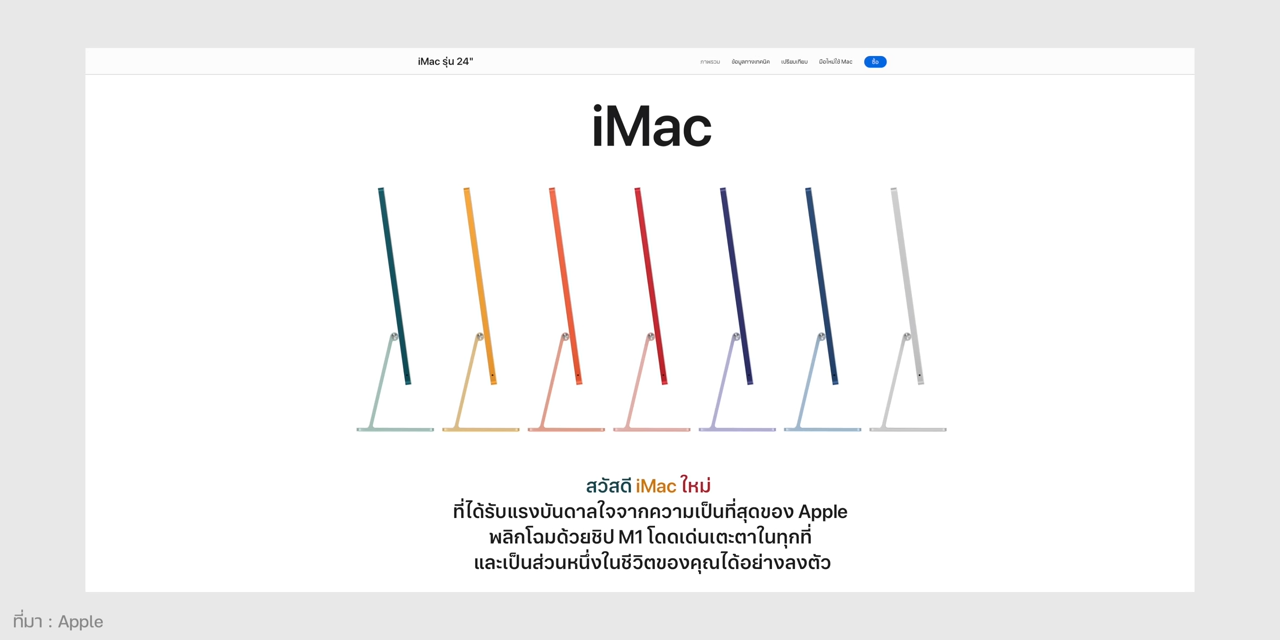 iMac รุ่น 24"
ภาพรวม ข้อมูลทางเทคนิค เปรียบเทียบ มือใหม่ใช้ Mac ซื้อ
iMac
สวัสดี iMac ใหม่
ที่ได้รับแรงบันดาลใจจากความเป็นที่สุดของ Apple
พลิกโฉมด้วยชิป M1 โดดเด่นเตะตาในทุกที่
และเป็นส่วนหนึ่งในชีวิตของคุณได้อย่างลงตัว
ที่มา : Apple